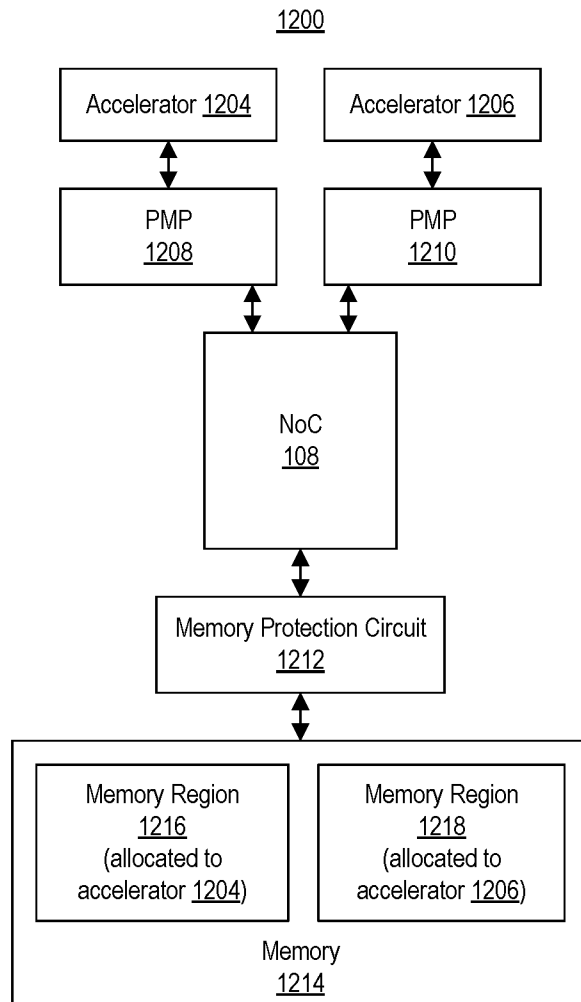 1200
Accelerator 1204
Accelerator 1206
PMP
1208
PMP
1210
NoC
108
Memory Protection Circuit
1212
Memory Region
1216
(allocated to
accelerator 1204)
Memory Region
1218
(allocated to
accelerator 1206)
Memory
1214